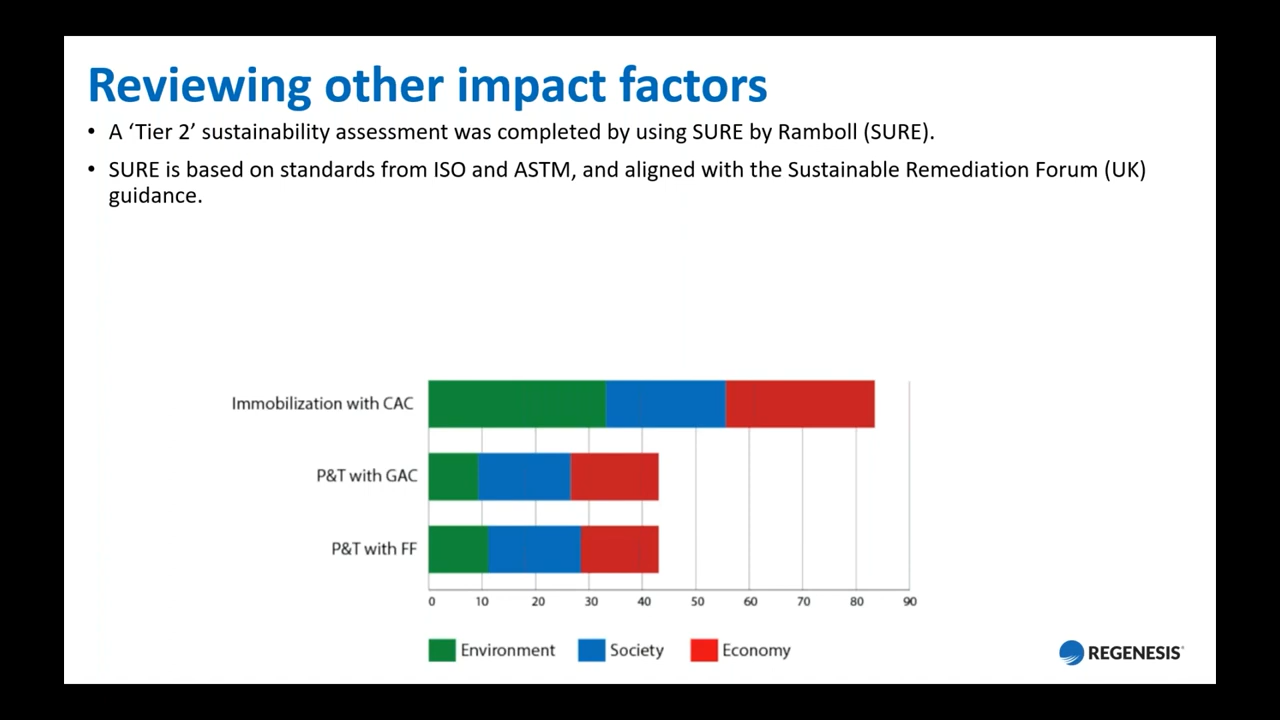 Reviewing other impact factors
• A ‘Tier 2’ sustainability assessment was completed by using SURE by Ramboll (SURE).
• SURE is based on standards from ISO and ASTM, and aligned with the Sustainable Remediation Forum (UK)
guidance.
Immobilization with CAC
P&T with GAC
P&T with FF
0 10 20 30 40 50 60 70 80 90
Environment Society Economy
REGENESIS®